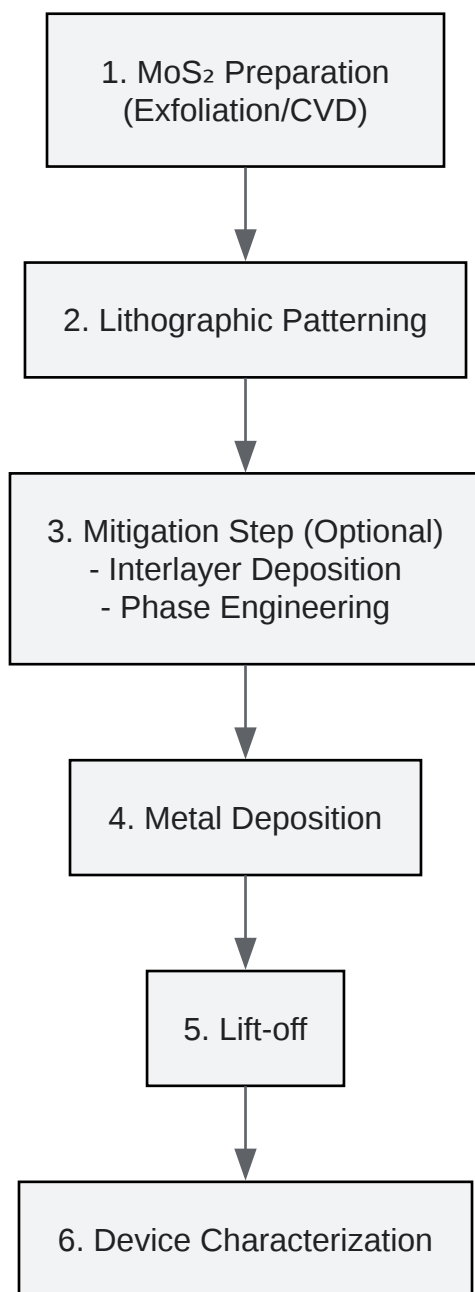 1. MoS₂ Preparation
(Exfoliation/CVD)
2. Lithographic Patterning
3. Mitigation Step (Optional)
- Interlayer Deposition
- Phase Engineering
4. Metal Deposition
5. Lift-off
6. Device Characterization